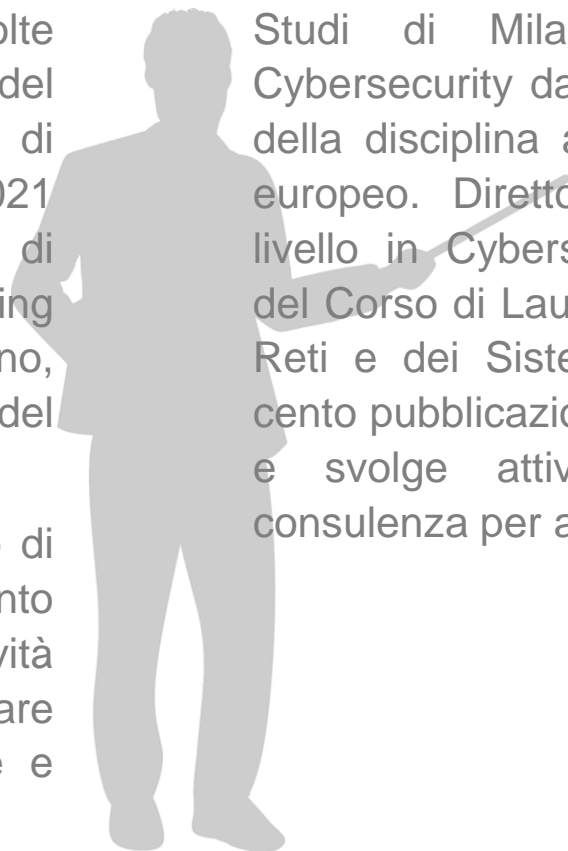 olte
del
di
021
di
ing
no,
del
di
nto
vità
are
e e
Studi di Mila
Cybersecurity da
della disciplina a
europeo. Diretto
livello in Cybers
del Corso di Lau
Reti e dei Siste
cento pubblicazio
e svolge attiv
consulenza per a